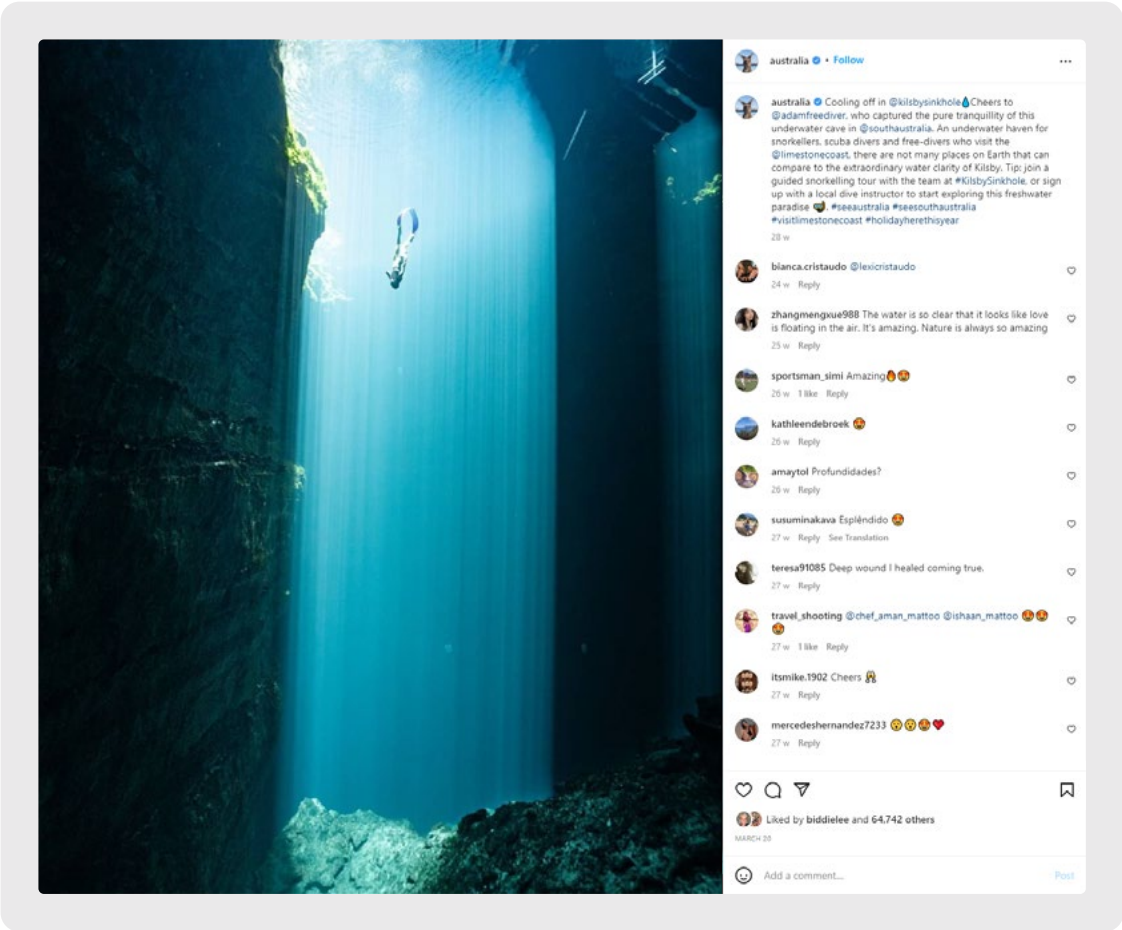 australia • Follow
australia Cooling off in @kilsbysinkhole💧Cheers to
@adamfreediver, who captured the pure tranquillity of this
underwater cave in @southaustralia. An underwater haven for
snorkellers, scuba divers and free-divers who visit the
@limestonecoast, there are not many places on Earth that can
compare to the extraordinary water clarity of Kilsby. Tip: join a
guided snorkelling tour with the team at #KilsbySinkhole, or sign
up with a local dive instructor to start exploring this freshwater
paradise 🤿. #seeaustralia #seesouthaustralia
#visitlimestonecoast #holidayherethisyear
28 w
bianca.cristaudo @lexicristaudo
24 w Reply
zhangmengxue988 The water is so clear that it looks like love
is floating in the air. It's amazing. Nature is always so amazing
25 w Reply
sportsman_simi Amazing🔥😍
26 w 1 like Reply
kathleendebroek 😍
26 w Reply
amaytol Profundidades?
26 w Reply
susuminakava Esplêndido 😍
27 w Reply See Translation
teresa91085 Deep wound I healed coming true.
27 w Reply
travel_shooting @chef_aman_mattoo @ishaan_mattoo 😍😍
😍
27 w 1 like Reply
itsmike.1902 Cheers 🥂
27 w Reply
mercedeshernandez7233 😮😮😍❤️
27 w Reply
Liked by biddielee and 64,742 others
MARCH 20
Add a comment...
Post